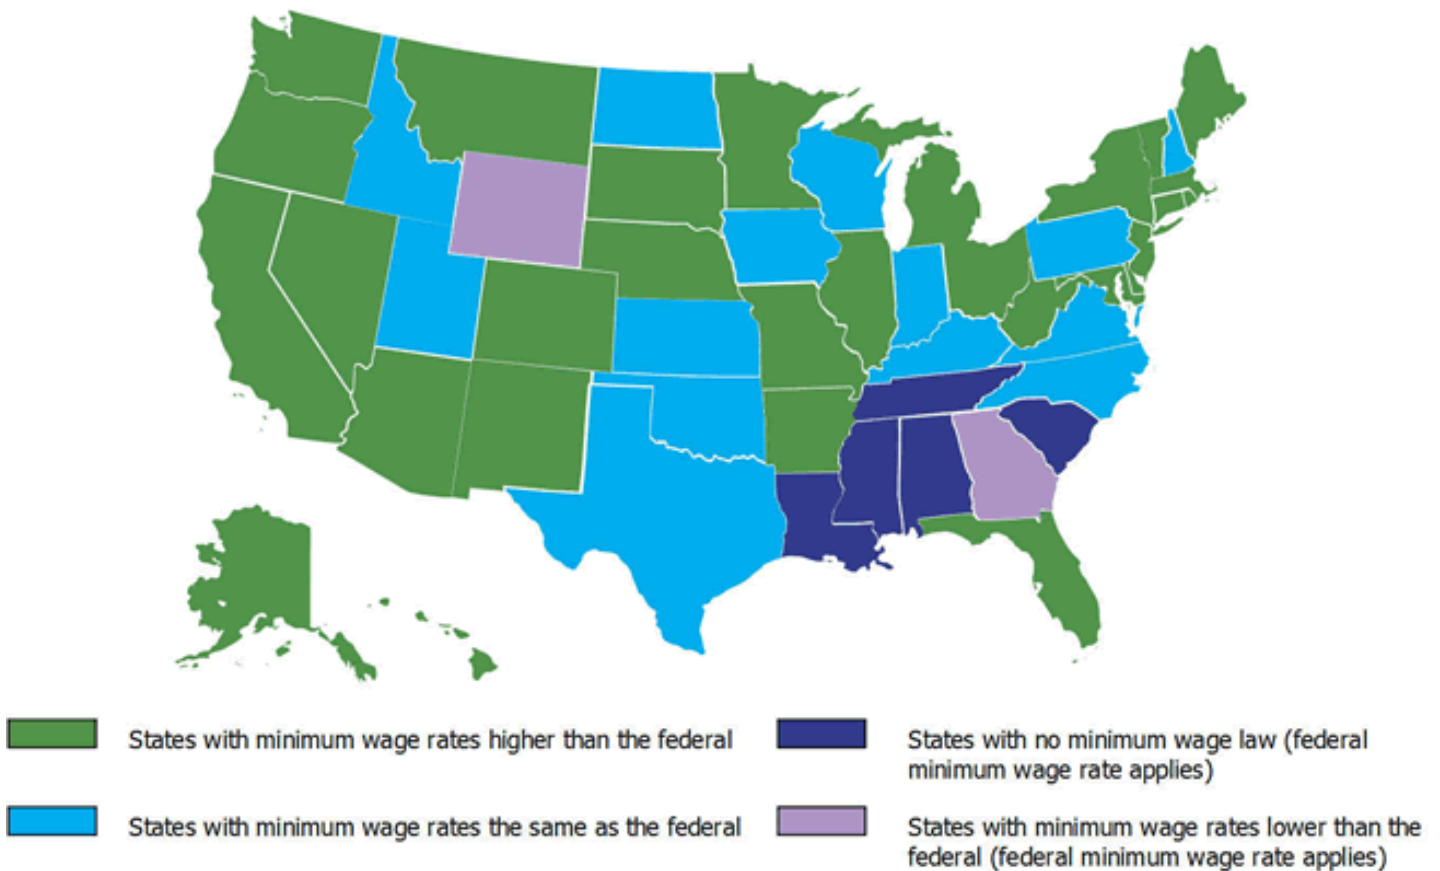 States with minimum wage rates higher than the federal
States with no minimum wage law (federal
minimum wage rate applies)
States with minimum wage rates the same as the federal
States with minimum wage rates lower than the
federal (federal minimum wage rate applies)